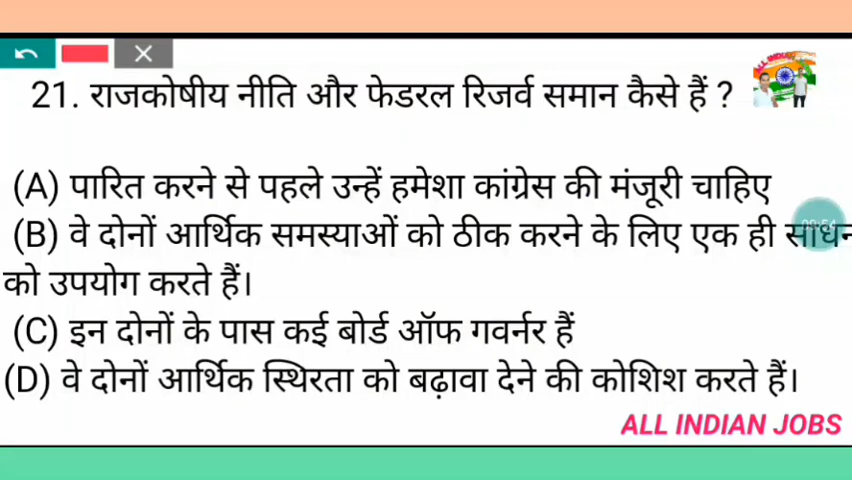 21. राजकोषीय नीति और फेडरल रिजर्व समान कैसे हैं ?
(A) पारित करने से पहले उन्हें हमेशा कांग्रेस की मंजूरी चाहिए
(B) वे दोनों आर्थिक समस्याओं को ठीक करने के लिए एक ही साधन
को उपयोग करते हैं।
(C) इन दोनों के पास कई बोर्ड ऑफ गवर्नर हैं
(D) वे दोनों आर्थिक स्थिरता को बढ़ावा देने की कोशिश करते हैं।
ALL INDIAN JOBS